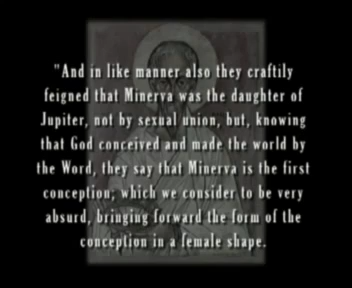 "And in like manner also they craftily
feigned that Minerva was the daughter of
Jupiter, not by sexual union, but, knowing
that God conceived and made the world by
the Word, they say that Minerva is the first
conception; which we consider to be very
absurd, bringing forward the form of the
conception in a female shape.